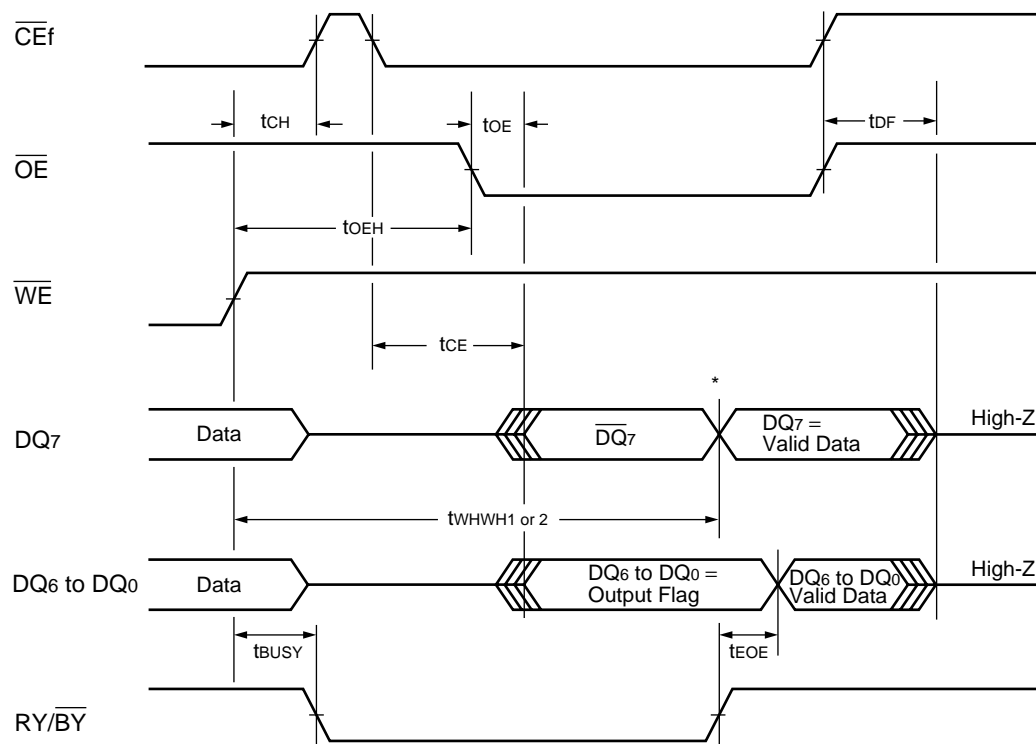 CEf
tCH
tOE
tDF
OE
tOEH
WE
tCE
*
DQ7
Data
DQ7
DQ7 =
Valid Data
High-Z
tWHWH1 or 2
DQ6 to DQ0
Data
DQ6 to DQ0 =
Output Flag
DQ6 to DQ0
Valid Data
High-Z
tBUSY
tEOE
RY/BY